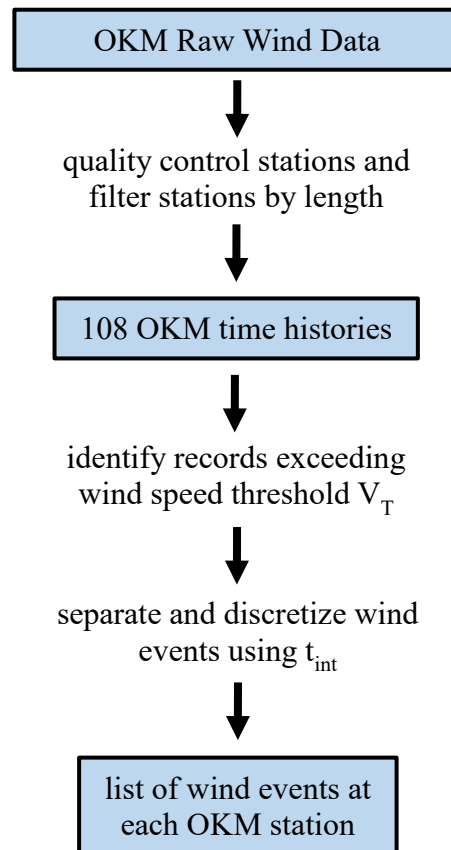 OKM Raw Wind Data
quality control stations and
filter stations by length
108 OKM time histories
identify records exceeding
wind speed threshold V_T
separate and discretize wind
events using t_int
list of wind events at
each OKM station